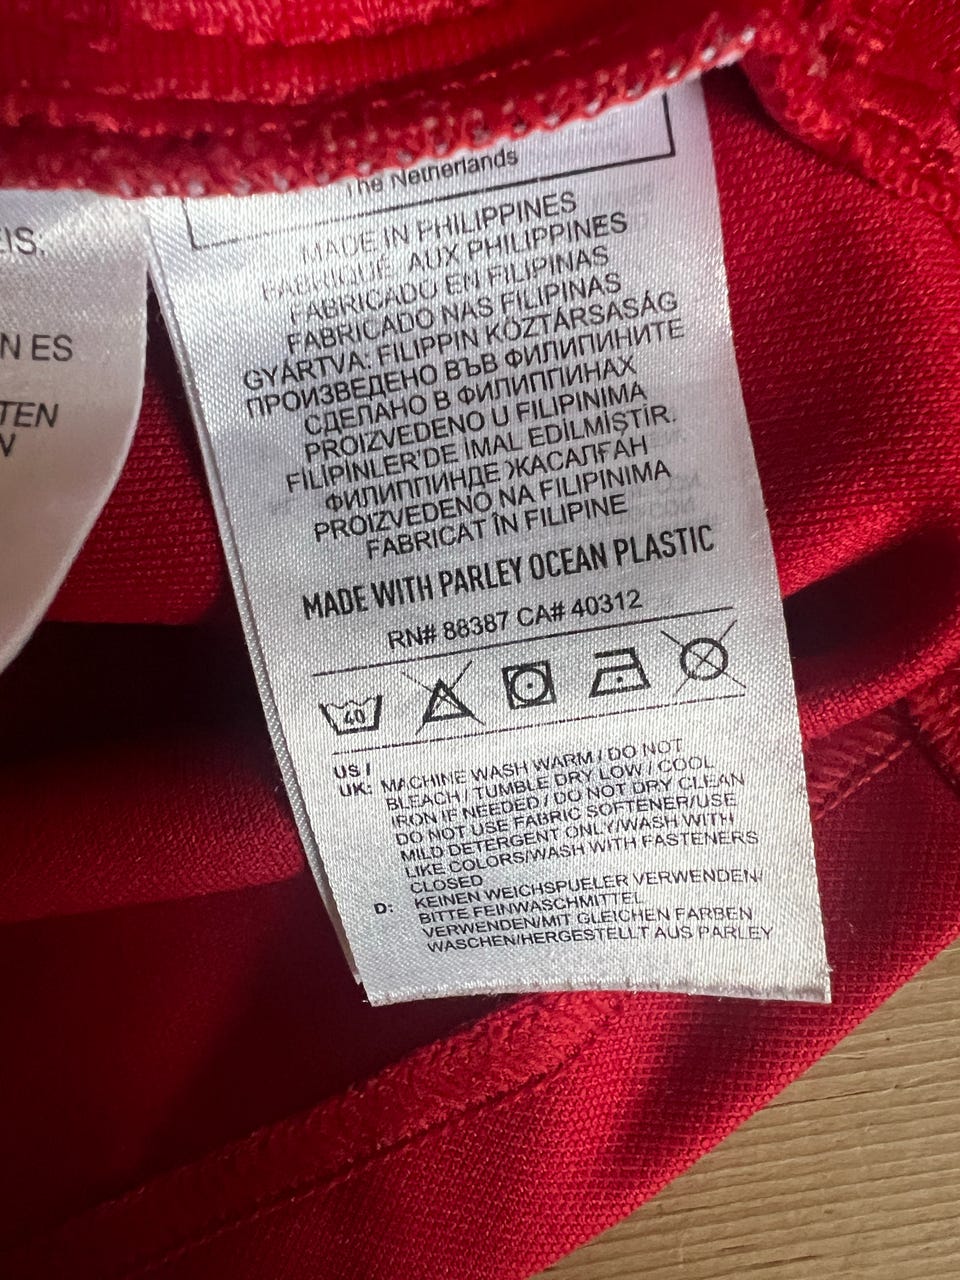 EIS.
N ES
TEN
N
The Netherlands
MADE IN PHILIPPINES
FABRIQUÉ AUX PHILIPPINES
FABRICADO EN FILIPINAS
FABRICADO NAS FILIPINAS
GYÁRTVA: FILIPPIN KÖZTÁRSASÁG
ПРОИЗВЕДЕНО ВЪВ ФИЛИПИНИТЕ
СДЕЛАНО В ФИЛИППИНАХ
PROIZVEDENO U FILIPINIMA
FİLİPİNLER'DE İMAL EDİLMİŞTİR.
ФИЛИППИНДЕ ЖАСАЛҒАН
PROIZVEDENO NA FILIPINIMA
FABRICAT ÎN FILIPINE
MADE WITH PARLEY OCEAN PLASTIC
RN# 88387 CA# 40312
40
US /
UK: MACHINE WASH WARM / DO NOT
BLEACH / TUMBLE DRY LOW / COOL
IRON IF NEEDED / DO NOT DRY CLEAN
DO NOT USE FABRIC SOFTENER/USE
MILD DETERGENT ONLY/WASH WITH
LIKE COLORS/WASH WITH FASTENERS
CLOSED
D: KEINEN WEICHSPUELER VERWENDEN/
BITTE FEINWASCHMITTEL
VERWENDEN/MIT GLEICHEN FARBEN
WASCHEN/HERGESTELLT AUS PARLEY